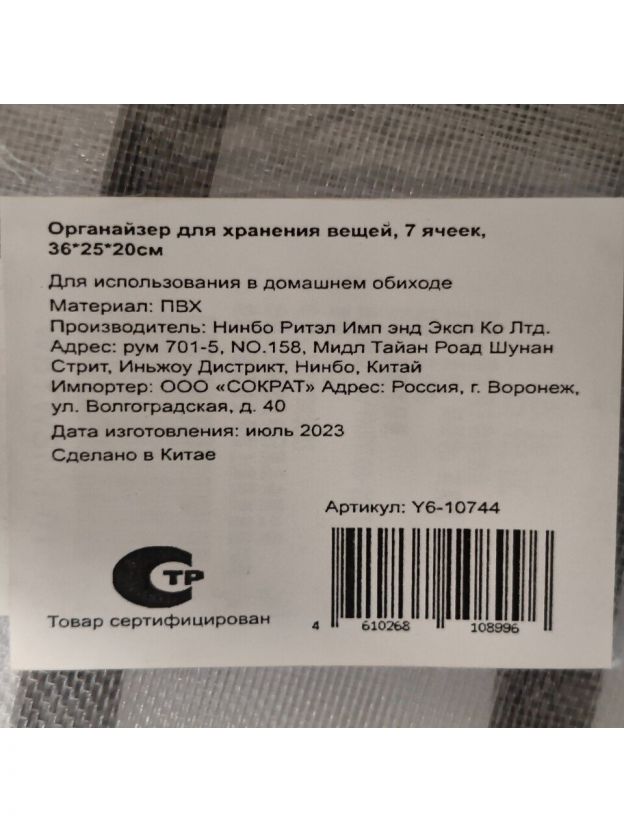 Органайзер для хранения вещей, 7 ячеек,
36*25*20см
Для использования в домашнем обиходе
Материал: ПВХ
Производитель: Нинбо Ритэл Имп энд Эксп Ко Лтд.
Адрес: рум 701-5, NO.158, Мидл Тайан Роад Шунан
Стрит, Иньжоу Дистрикт, Нинбо, Китай
Импортер: ООО «СОКРАТ» Адрес: Россия, г. Воронеж,
ул. Волгоградская, д. 40
Дата изготовления: июль 2023
Сделано в Китае
Артикул: Y6-10744
СТР
Товар сертифицирован
4 610268 108996